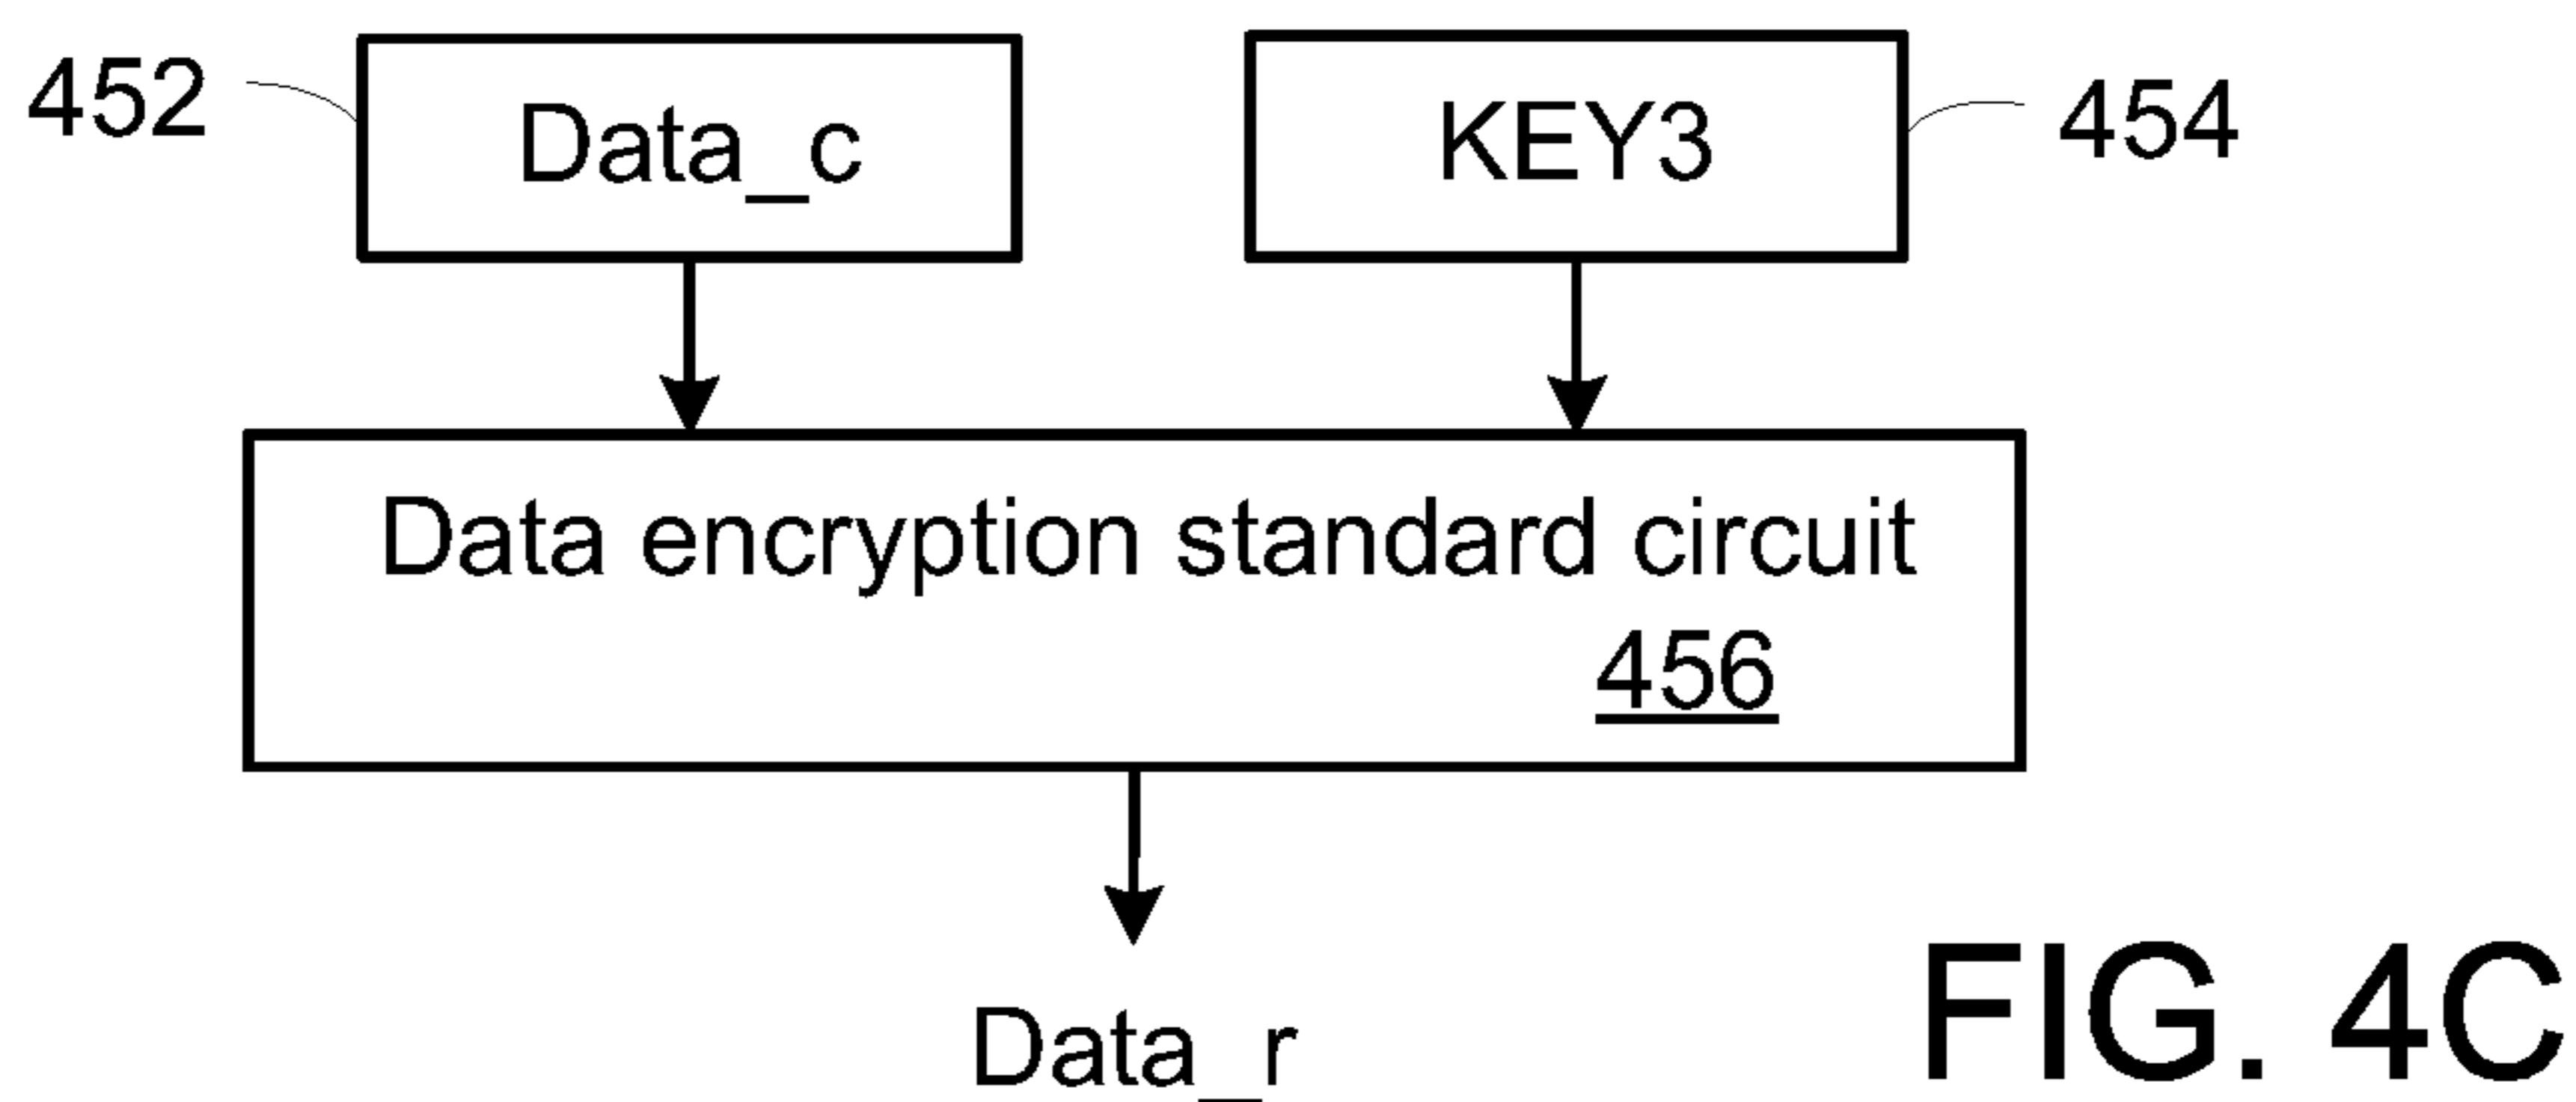 452
Data_c
KEY3
454
Data encryption standard circuit
456
Data_r
FIG. 4C